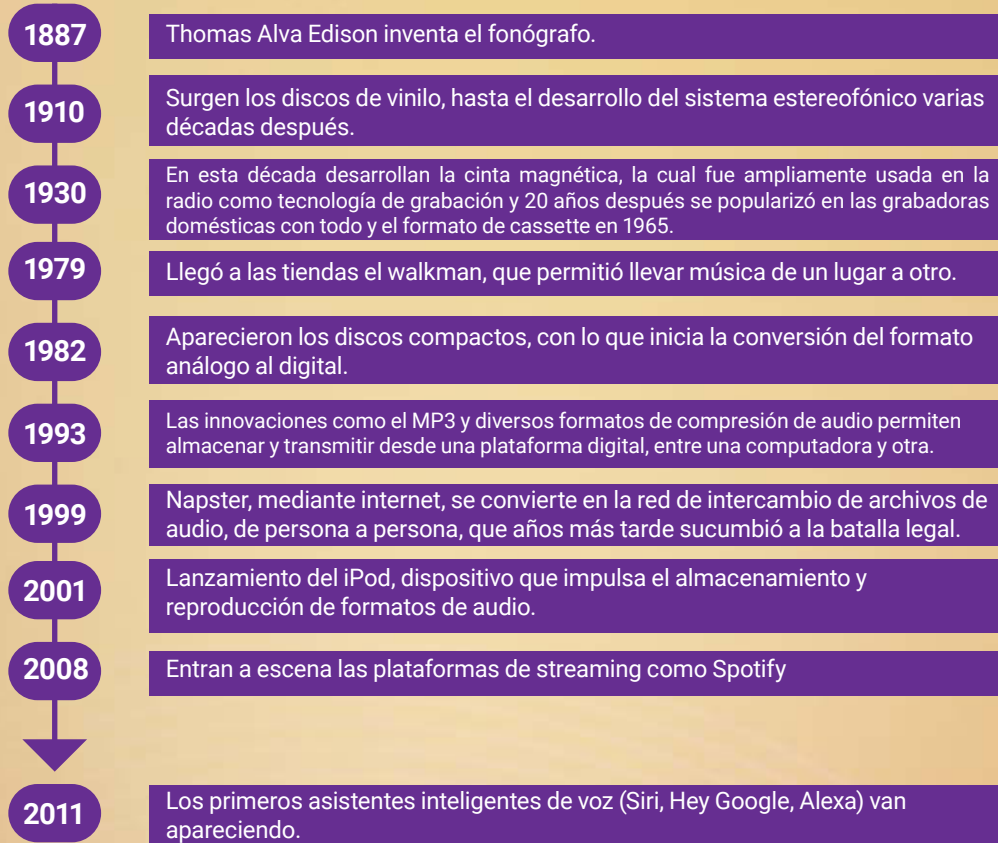 1887
Thomas Alva Edison inventa el fonógrafo.
1910
Surgen los discos de vinilo, hasta el desarrollo del sistema estereofónico varias
décadas después.
1930
En esta década desarrollan la cinta magnética, la cual fue ampliamente usada en la
radio como tecnología de grabación y 20 años después se popularizó en las grabadoras
domésticas con todo y el formato de cassette en 1965.
1979
Llegó a las tiendas el walkman, que permitió llevar música de un lugar a otro.
1982
Aparecieron los discos compactos, con lo que inicia la conversión del formato
análogo al digital.
1993
Las innovaciones como el MP3 y diversos formatos de compresión de audio permiten
almacenar y transmitir desde una plataforma digital, entre una computadora y otra.
1999
Napster, mediante internet, se convierte en la red de intercambio de archivos de
audio, de persona a persona, que años más tarde sucumbió a la batalla legal.
2001
Lanzamiento del iPod, dispositivo que impulsa el almacenamiento y
reproducción de formatos de audio.
2008
Entran a escena las plataformas de streaming como Spotify
2011
Los primeros asistentes inteligentes de voz (Siri, Hey Google, Alexa) van
apareciendo.